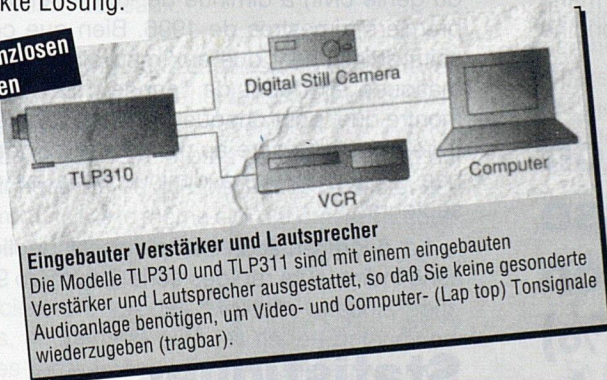 kte Lösung.
nzlosen
en
Digital Still Camera
TLP310
VCR
Computer
Eingebauter Verstärker und Lautsprecher
Die Modelle TLP310 und TLP311 sind mit einem eingebauten
Verstärker und Lautsprecher ausgestattet, so daß Sie keine gesonderte
Audioanlage benötigen, um Video- und Computer- (Lap top) Tonsignale
wiederzugeben (tragbar).